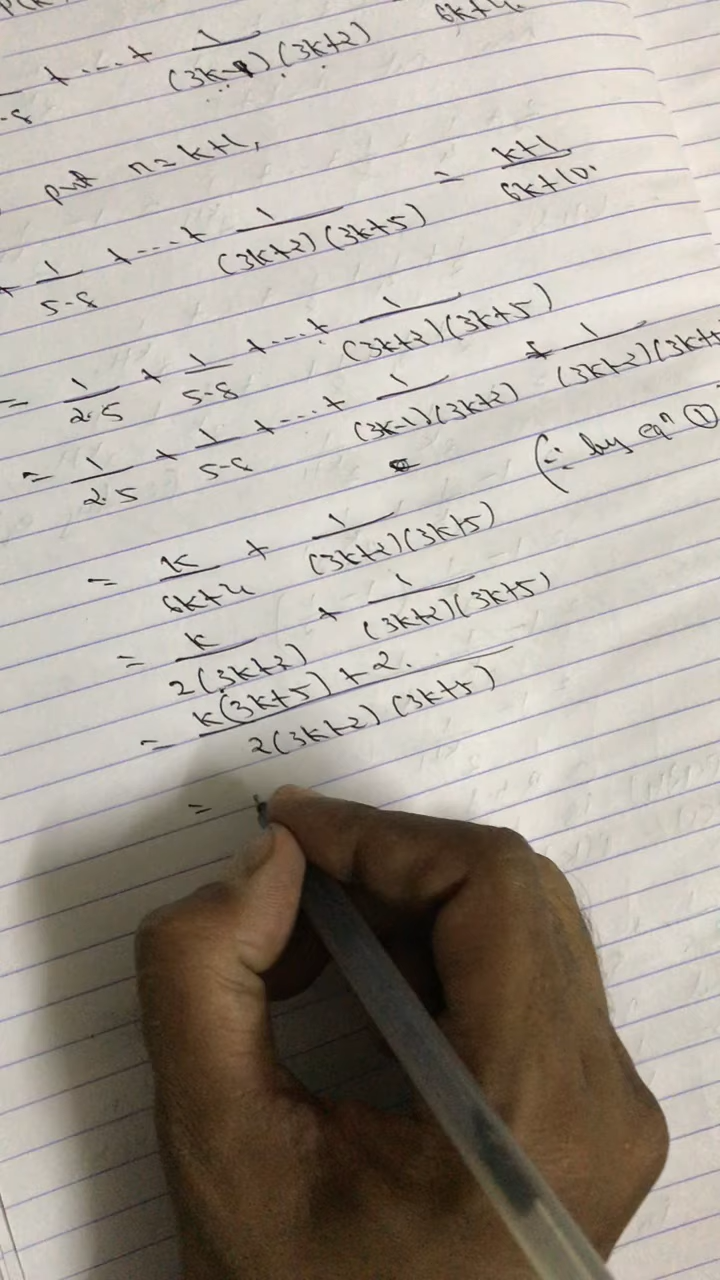 + ... + 1/(3k-1)(3k+2) 6k+4
5-8
put n=k+1,
+ 1/5-8 + ... + 1/(3k+2)(3k+5) = k+1/6k+10.
= 1/2.5 + 1/5-8 + ... + 1/(3k+2)(3k+5)
= 1/2.5 + 1/5-8 + ... + 1/(3k-1)(3k+2) + 1/(3k+2)(3k+
(∵ by eqn ①
= k/6k+4 + 1/(3k+2)(3k+5)
= k/2(3k+2) + 1/(3k+2)(3k+5)
= k(3k+5) + 2./2(3k+2) (3k+5)
=